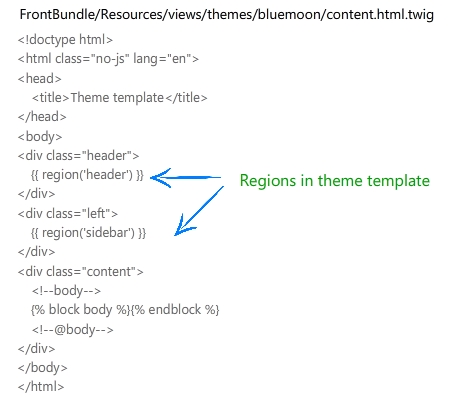 FrontBundle/Resources/views/themes/bluemoon/content.html.twig
<!doctype html>
<html class="no-js" lang="en">
<head>
<title>Theme template</title>
</head>
<body>
<div class="header">
{{ region('header') }}
</div>
<div class="left">
{{ region('sidebar') }}
</div>
<div class="content">
<!--body-->
{% block body %}{% endblock %}
<!--@body-->
</div>
</body>
</html>
Regions in theme template